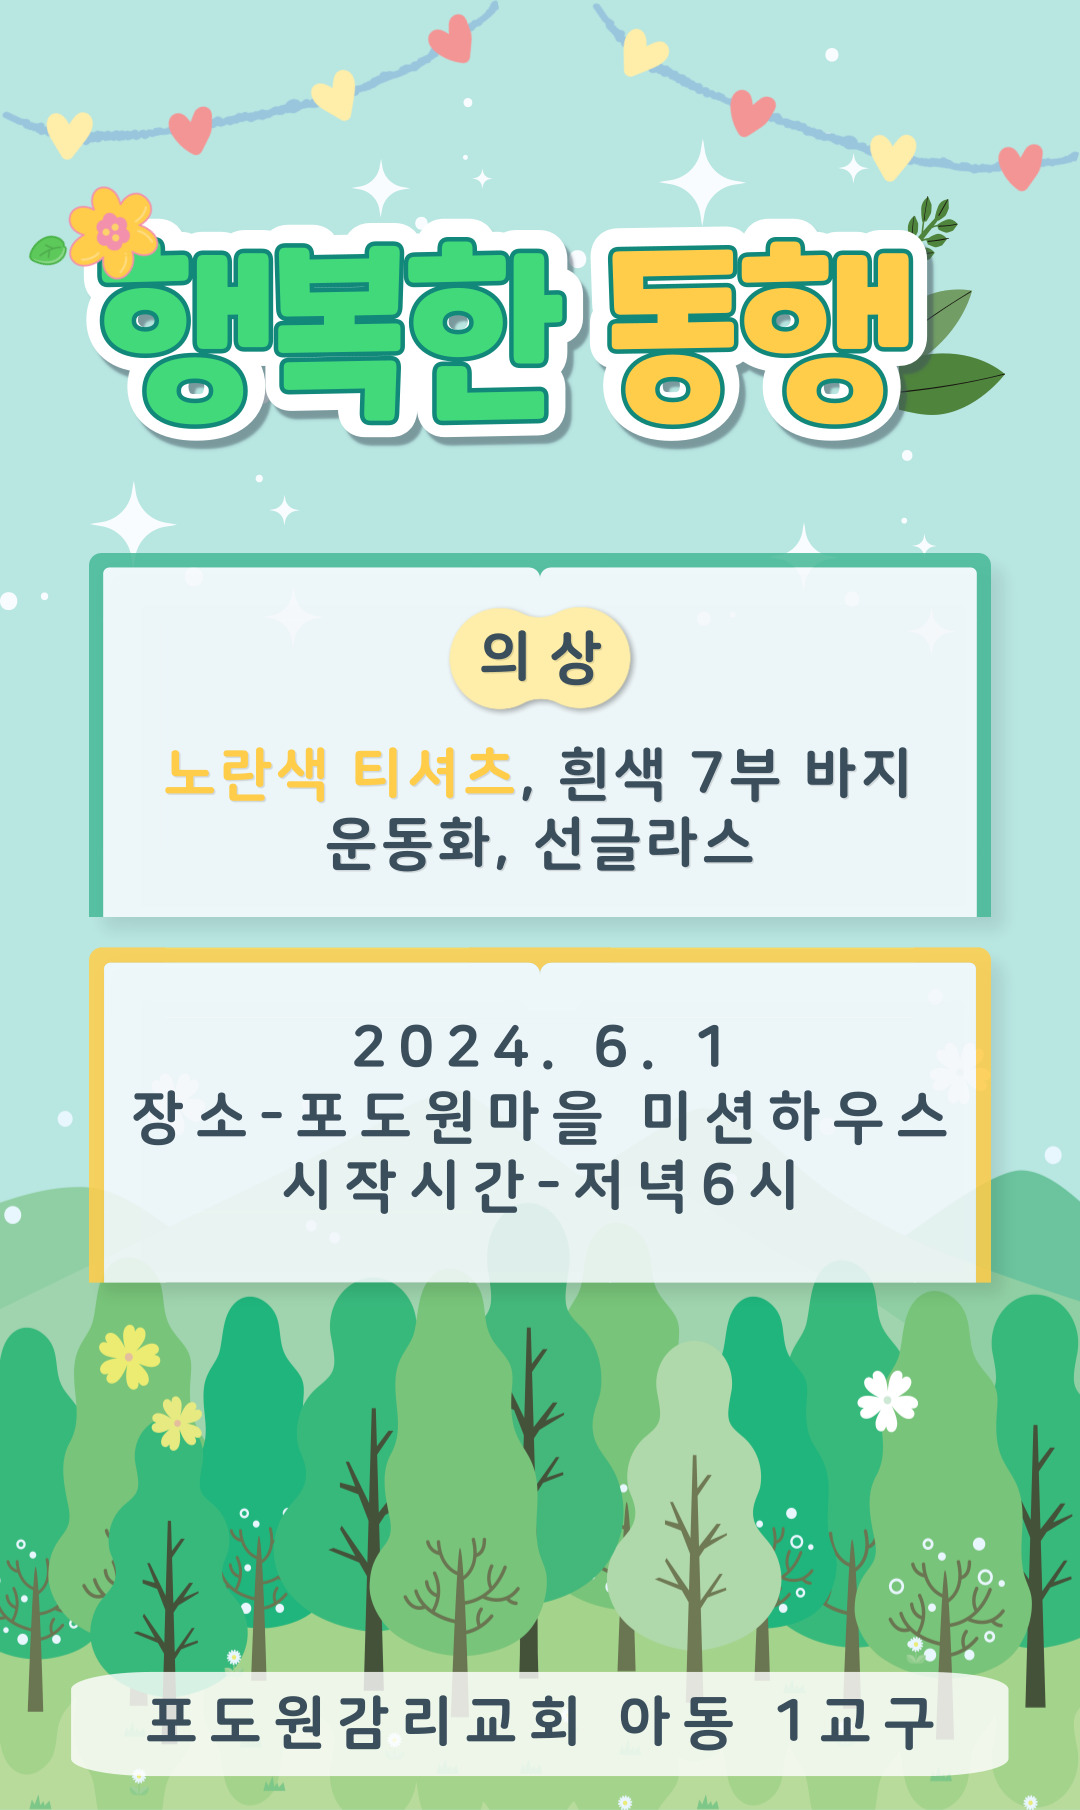 행복한 동행
의 상
노란색 티셔츠, 흰색 7부 바지
운동화, 선글라스
2024. 6. 1
장소-포도원마을 미션하우스
시작시간-저녁6시
포도원감리교회 아동 1교구